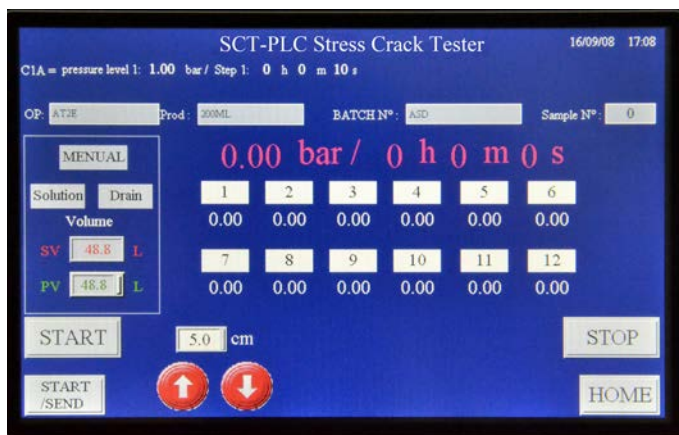 SCT-PLC Stress Crack Tester 16/09/08 17:08
C1A = pressure level 1: 1.00 bar / Step 1: 0 h 0 m 10 s
OP: AT2E Prod : 200ML BATCH Nº : ASD Sample Nº : 0
MENUAL
0.00 bar / 0 h 0 m 0 s
Solution Drain
1 2 3 4 5 6
Volume
0.00 0.00 0.00 0.00 0.00 0.00
SV 48.8 L
7 8 9 10 11 12
PV 48.8 L
0.00 0.00 0.00 0.00 0.00 0.00
START 5.0 cm STOP
START
/SEND
HOME